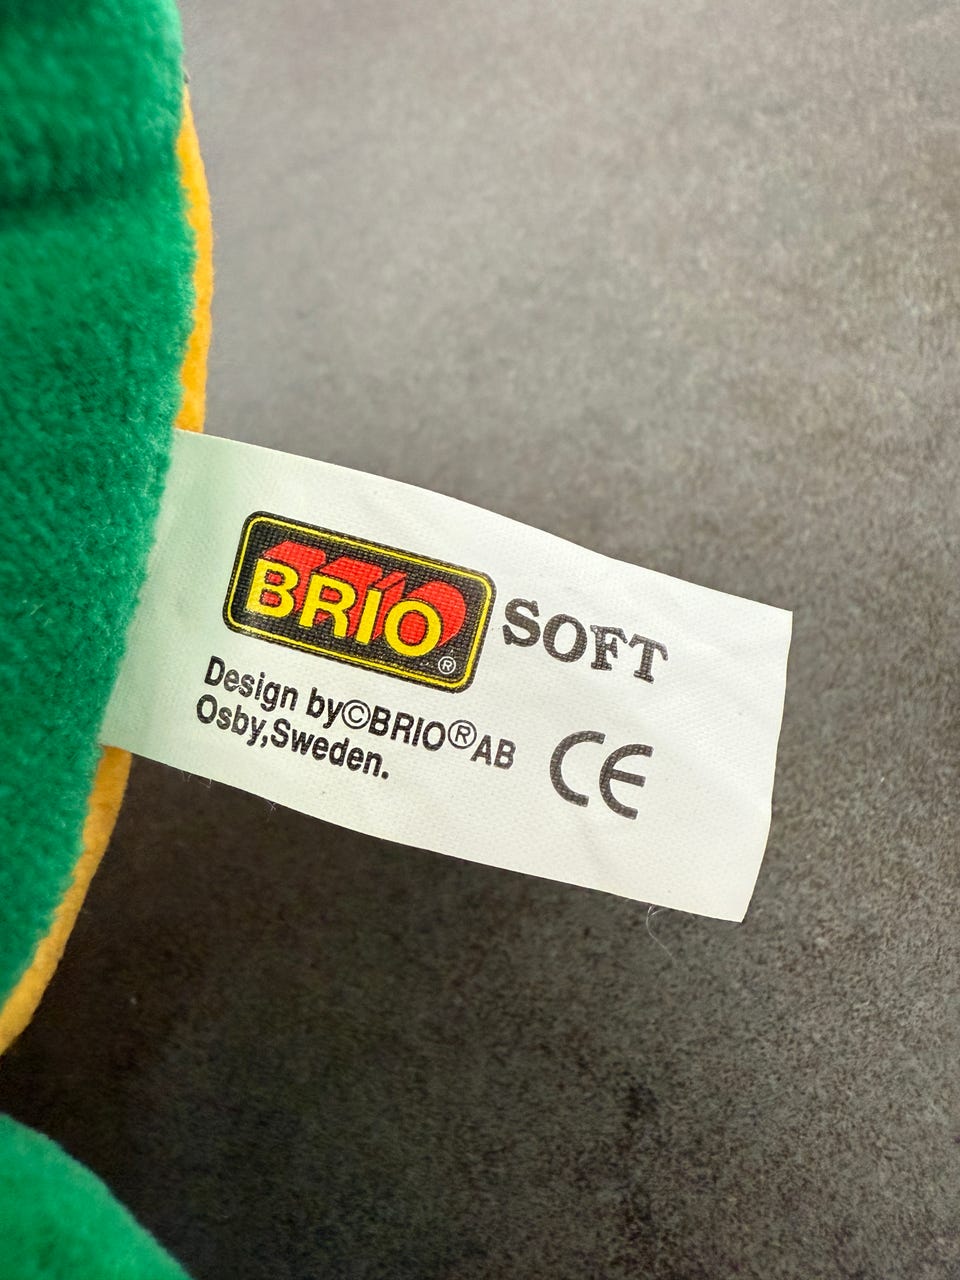 BRIO® SOFT
Design by©BRIO®AB
Osby,Sweden.
CE